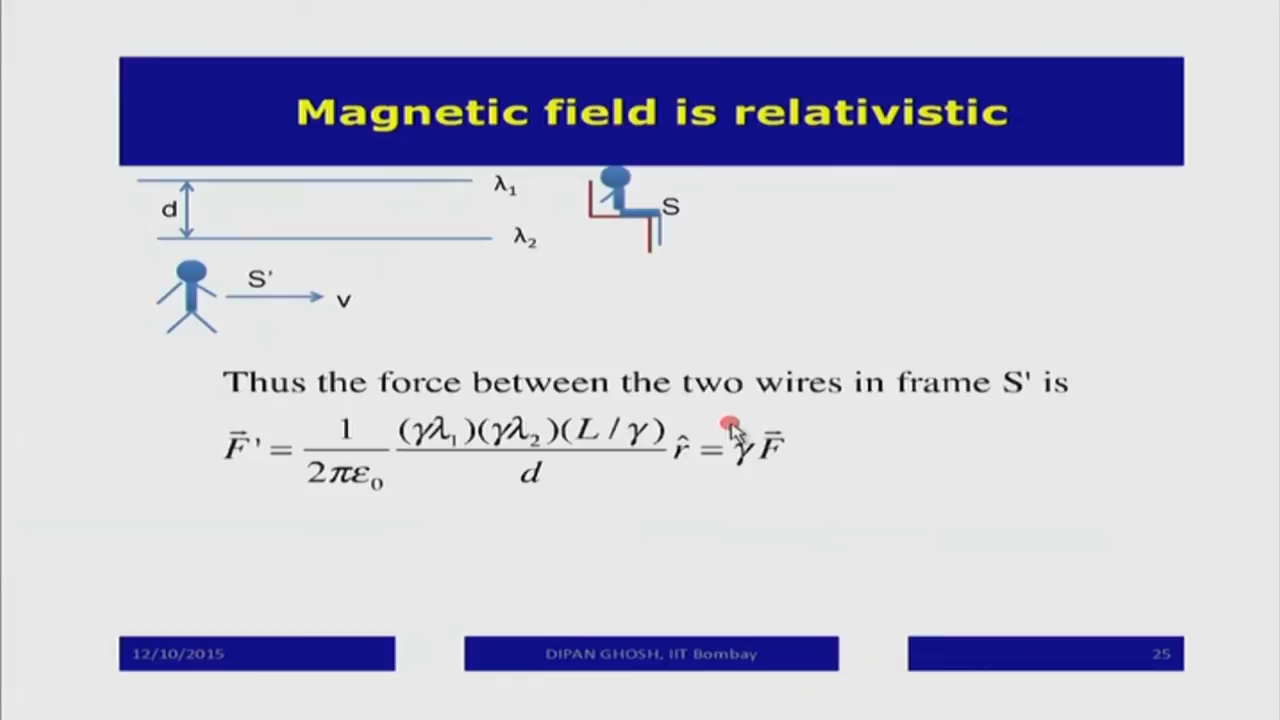 Magnetic field is relativistic
λ₁
d
S
λ₂
S'
v
Thus the force between the two wires in frame S' is
F⃗' = 1/(2πε₀) (γλ₁)(γλ₂)(L / γ)/d r̂ = γF⃗
12/10/2015
DIPAN GHOSH, IIT Bombay
25